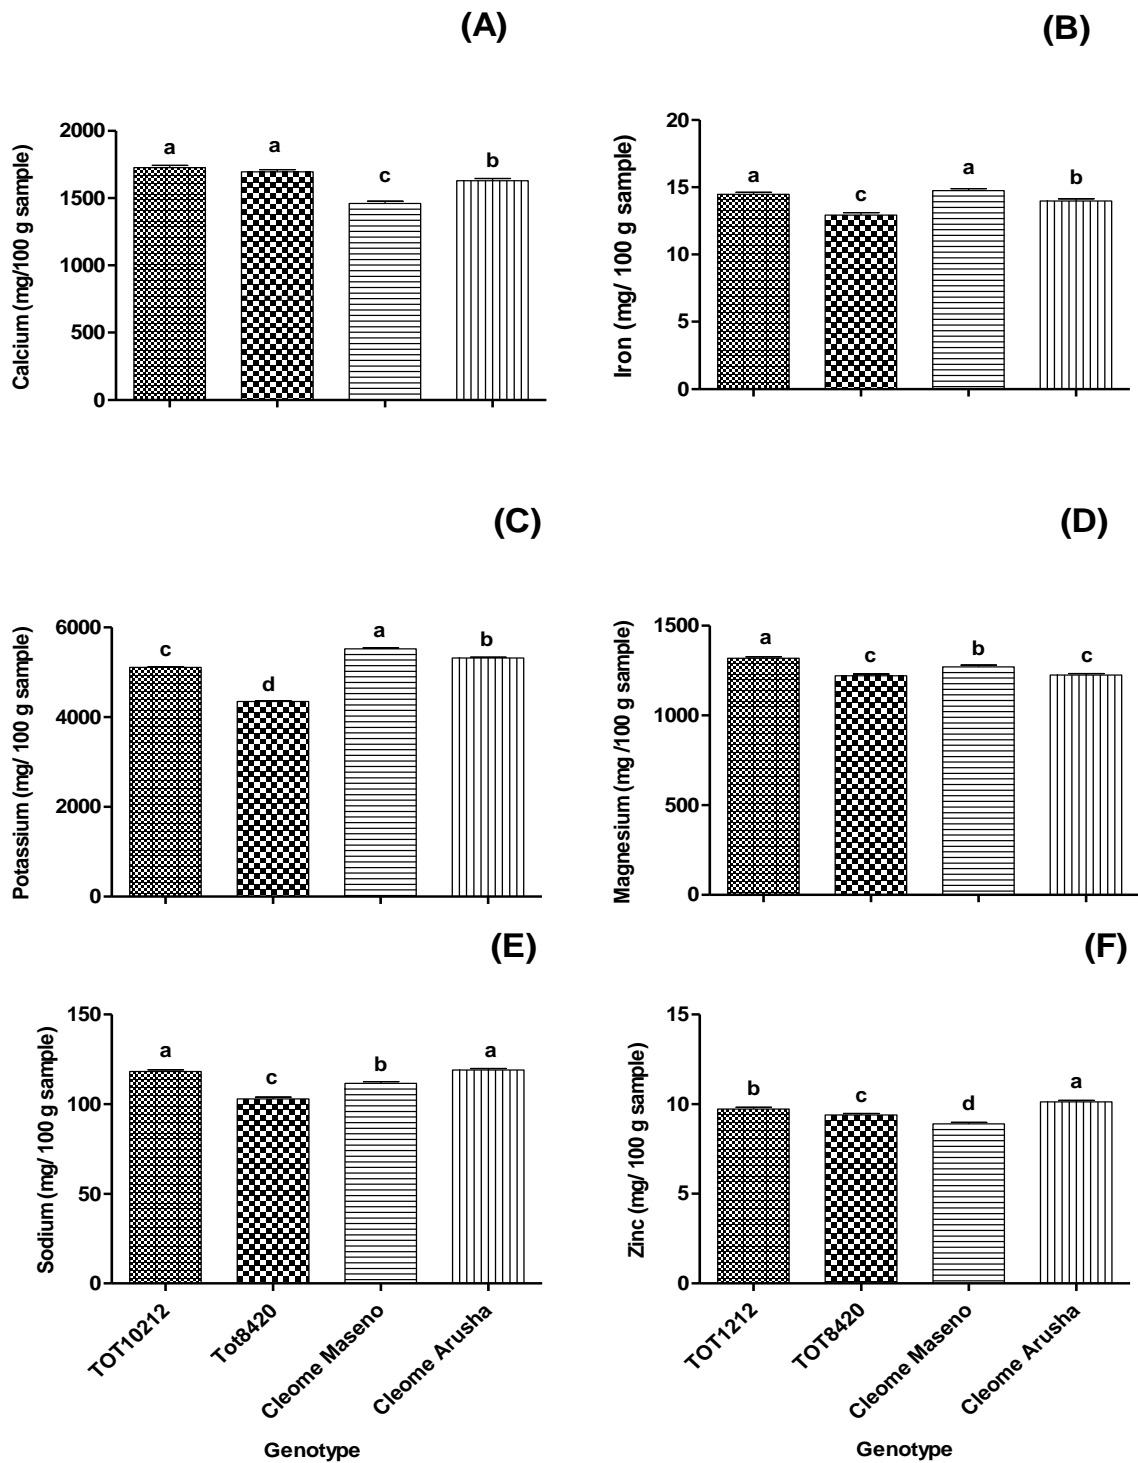 (A)
Calcium (mg/100 g sample)
2000
1500
1000
500
0
a
a
c
b
(B)
Iron (mg/ 100 g sample)
20
15
10
5
0
a
c
a
b
(C)
Potassium (mg/ 100 g sample)
6000
4000
2000
0
c
d
a
b
(D)
Magnesium (mg /100 g sample)
1500
1000
500
0
a
c
b
c
(E)
Sodium (mg/ 100 g sample)
150
100
50
0
a
c
b
a
TOT10212
Tot8420
Cleome Maseno
Cleome Arusha
Genotype
(F)
Zinc (mg/ 100 g sample)
15
10
5
0
b
c
d
a
TOT1212
TOT8420
Cleome Maseno
Cleome Arusha
Genotype